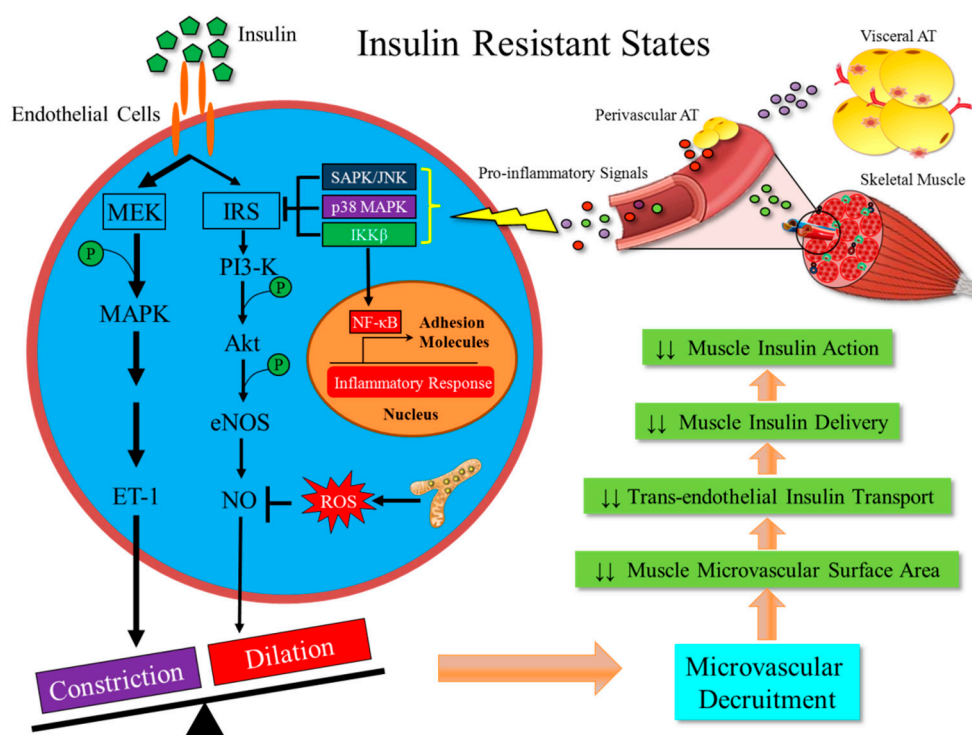 Insulin Resistant States
Insulin
Endothelial Cells
Visceral AT
Perivascular AT
Pro-inflammatory Signals
Skeletal Muscle
MEK
IRS
SAPK/JNK
p38 MAPK
IKKβ
P
PI3-K
P
MAPK
Akt
P
eNOS
NF-κB
Adhesion
Molecules
Inflammatory Response
Nucleus
ET-1
NO
ROS
Constriction
Dilation
↓↓ Muscle Insulin Action
↓↓ Muscle Insulin Delivery
↓↓ Trans-endothelial Insulin Transport
↓↓ Muscle Microvascular Surface Area
Microvascular
Decruitment